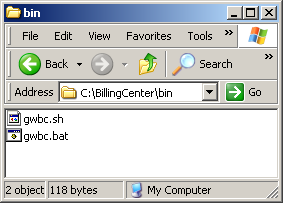 bin
File Edit View Favorites Tools »
Back Search »
Address C:\BillingCenter\bin Go
gwbc.sh
gwbc.bat
2 object 118 bytes My Computer